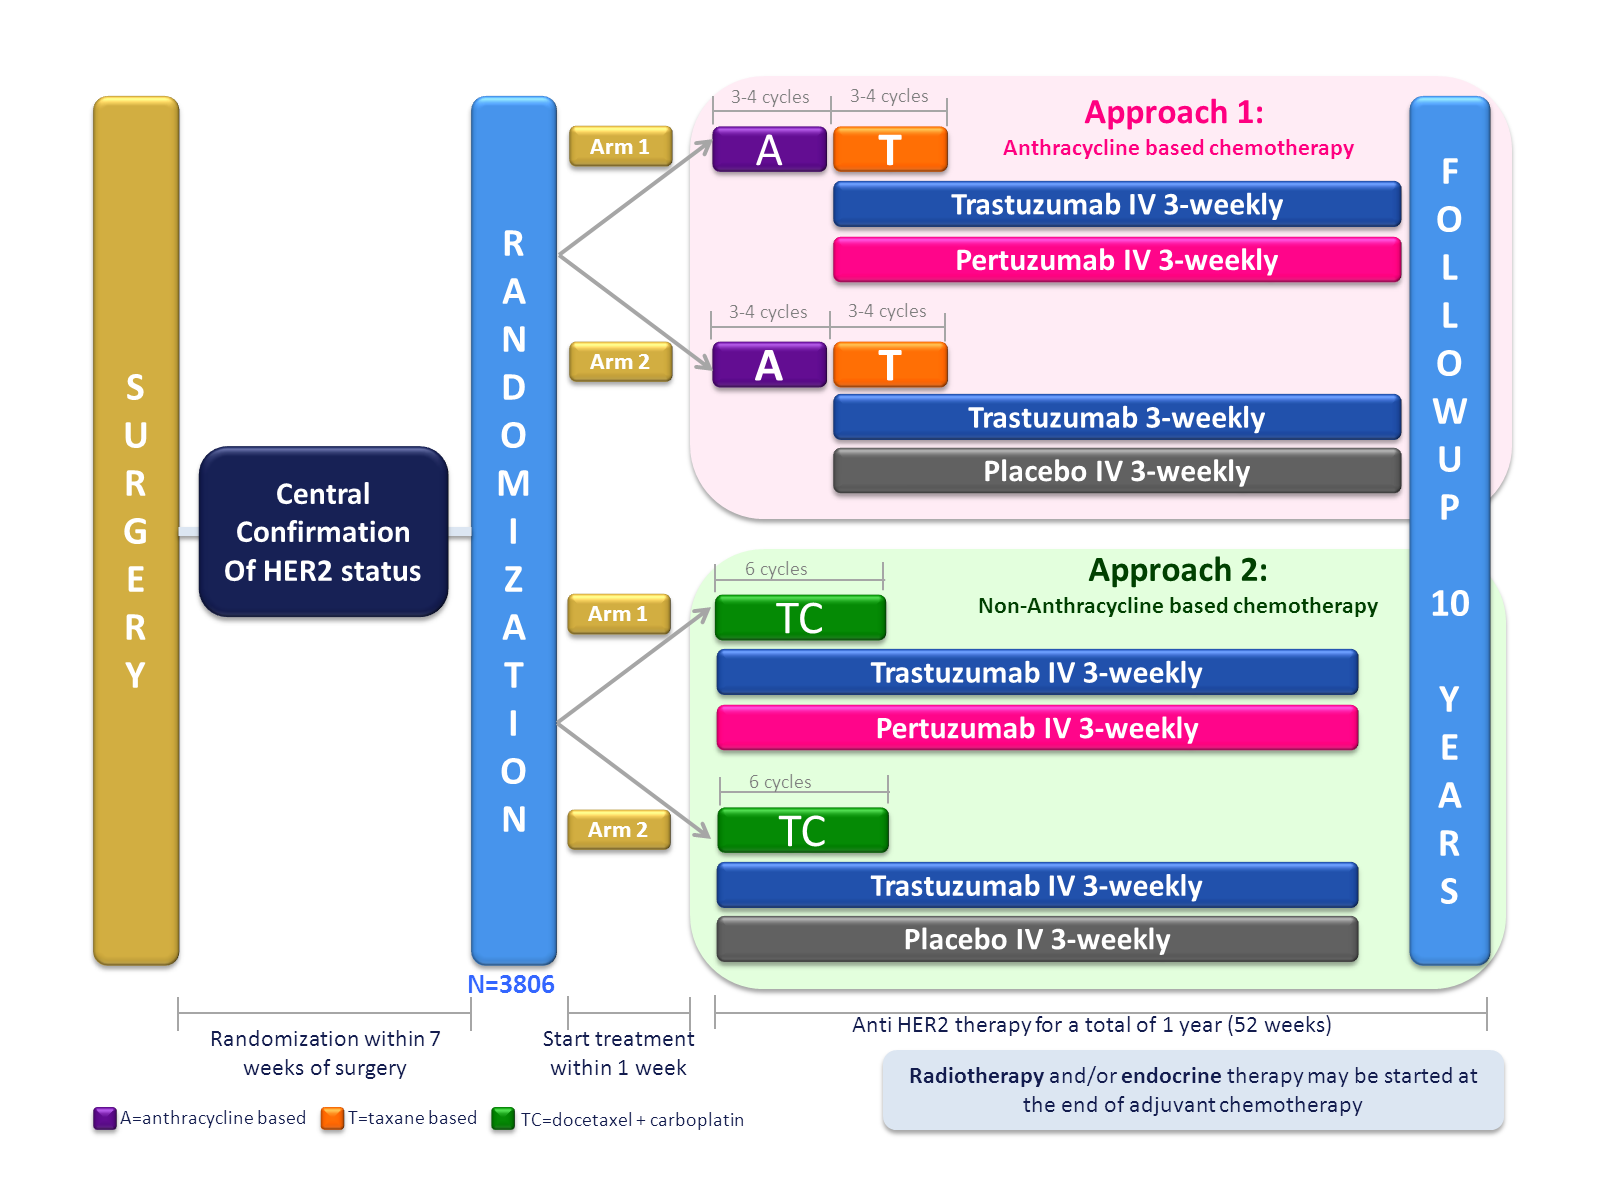 SURGERY
Central
Confirmation
Of HER2 status
RANDOMIZATION
N=3806
Approach 1:
Anthracycline based chemotherapy
Arm 1
3-4 cycles
3-4 cycles
A
T
Trastuzumab IV 3-weekly
Pertuzumab IV 3-weekly
Arm 2
3-4 cycles
3-4 cycles
A
T
Trastuzumab 3-weekly
Placebo IV 3-weekly
Approach 2:
Non-Anthracycline based chemotherapy
Arm 1
6 cycles
TC
Trastuzumab IV 3-weekly
Pertuzumab IV 3-weekly
Arm 2
6 cycles
TC
Trastuzumab IV 3-weekly
Placebo IV 3-weekly
FOLLOWUP 10 YEARS
Randomization within 7
weeks of surgery
Start treatment
within 1 week
Anti HER2 therapy for a total of 1 year (52 weeks)
Radiotherapy and/or endocrine therapy may be started at
the end of adjuvant chemotherapy
A=anthracycline based
T=taxane based
TC=docetaxel + carboplatin